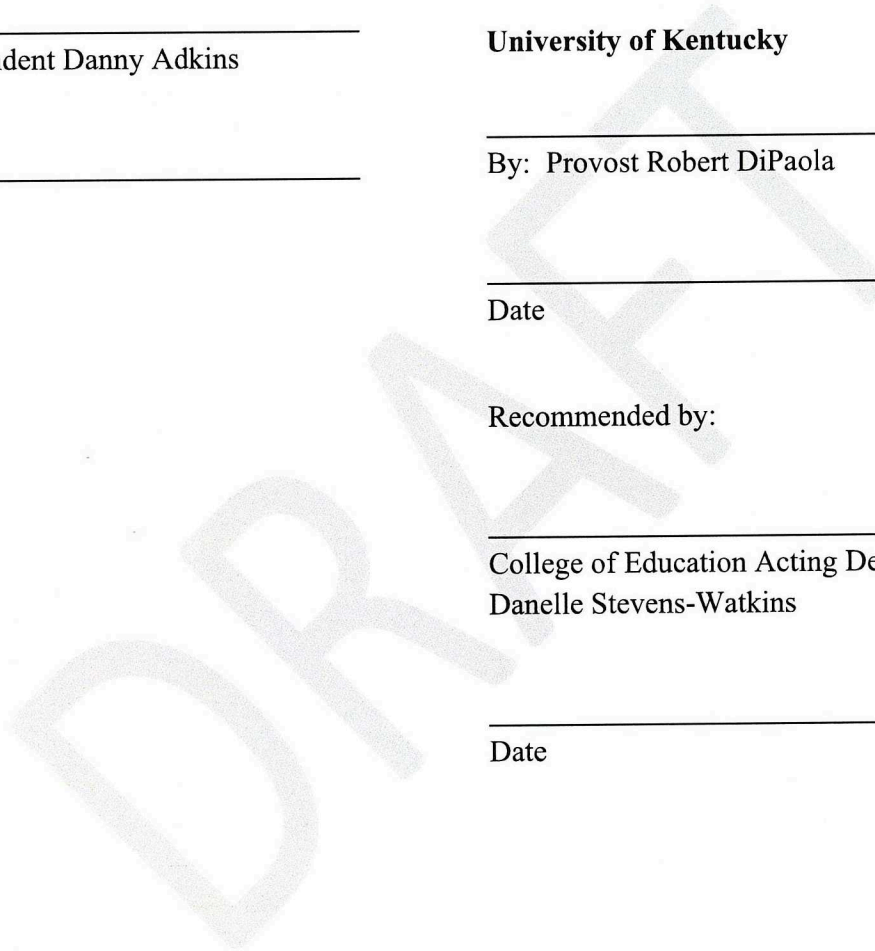 ndent Danny Adkins
University of Kentucky
By: Provost Robert DiPaola
Date
Recommended by:
College of Education Acting De
Danelle Stevens-Watkins
Date
DRAFT